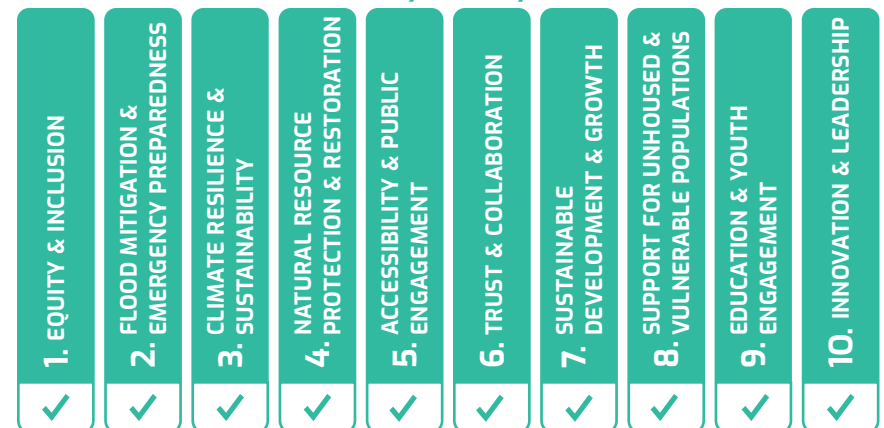 1. EQUITY & INCLUSION
2. FLOOD MITIGATION &
EMERGENCY PREPAREDNESS
3. CLIMATE RESILIENCE &
SUSTAINABILITY
4. NATURAL RESOURCE
PROTECTION & RESTORATION
5. ACCESSIBILITY & PUBLIC
ENGAGEMENT
6. TRUST & COLLABORATION
7. SUSTAINABLE
DEVELOPMENT & GROWTH
8. SUPPORT FOR UNHOUSED &
VULNERABLE POPULATIONS
9. EDUCATION & YOUTH
ENGAGEMENT
10. INNOVATION & LEADERSHIP